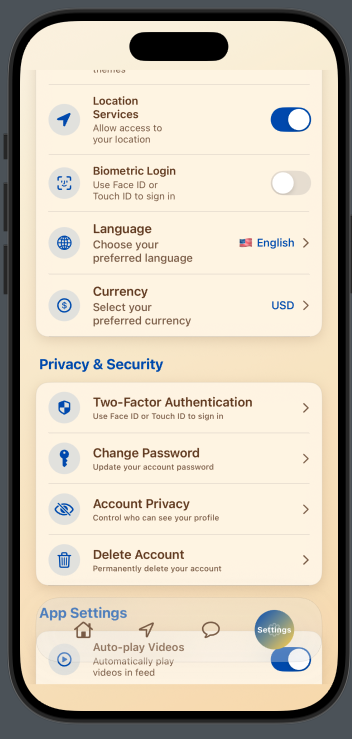 themes
Location
Services
Allow access to
your location
Biometric Login
Use Face ID or
Touch ID to sign in
Language
Choose your
preferred language
English
Currency
Select your
preferred currency
USD
Privacy & Security
Two-Factor Authentication
Use Face ID or Touch ID to sign in
Change Password
Update your account password
Account Privacy
Control who can see your profile
Delete Account
Permanently delete your account
App Settings
Settings
Auto-play Videos
Automatically play
videos in feed